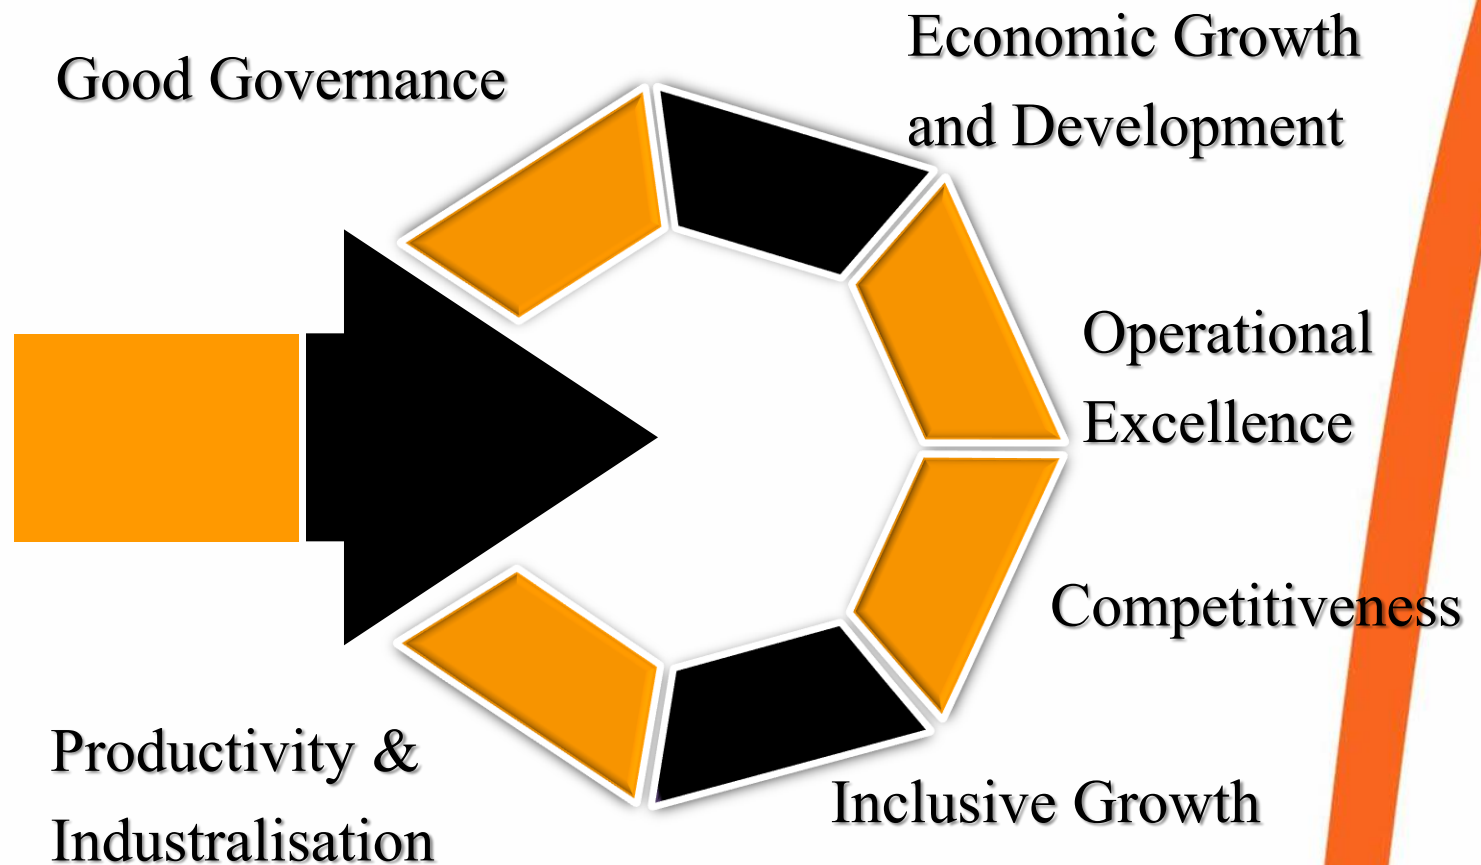 Good Governance
Economic Growth
and Development
Operational
Excellence
Competitiveness
Inclusive Growth
Productivity &
Industralisation